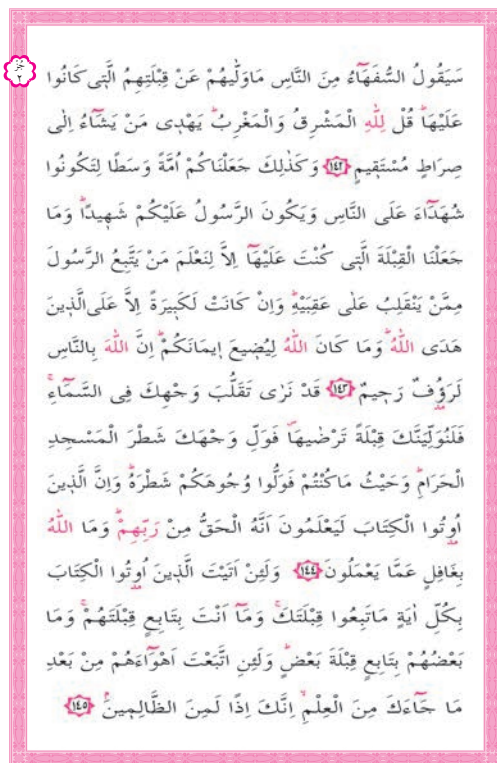 سَيَقُولُ السُّفَهَٓاءُ مِنَ النَّاسِ مَاوَلّٰيهُمْ عَنْ قِبْلَتِهِمُ الَّتٖى كَانُوا
جزء ٢
عَلَيْهَاؕ قُلْ لِلّٰهِ الْمَشْرِقُ وَالْمَغْرِبُؕ يَهْدٖى مَنْ يَشَٓاءُ اِلٰى
صِرَاطٍ مُسْتَقٖيمٍ ﴿١٤٢﴾ وَكَذٰلِكَ جَعَلْنَاكُمْ اُمَّةً وَسَطًا لِتَكُونُوا
شُهَدَٓاءَ عَلَى النَّاسِ وَيَكُونَ الرَّسُولُ عَلَيْكُمْ شَهٖيدًاؕ وَمَا
جَعَلْنَا الْقِبْلَةَ الَّتٖى كُنْتَ عَلَيْهَٓا اِلَّا لِنَعْلَمَ مَنْ يَتَّبِعُ الرَّسُولَ
مِمَّنْ يَنْقَلِبُ عَلٰى عَقِبَيْهِؕ وَاِنْ كَانَتْ لَكَبٖيرَةً اِلَّا عَلَى الَّذٖينَ
هَدَى اللّٰهُؕ وَمَا كَانَ اللّٰهُ لِيُضٖيعَ اٖيمَانَكُمْؕ اِنَّ اللّٰهَ بِالنَّاسِ
لَرَؤُ۫فٌ رَحٖيمٌ ﴿١٤٣﴾ قَدْ نَرٰى تَقَلُّبَ وَجْهِكَ فِى السَّمَٓاءِۚ
فَلَنُوَلِّيَنَّكَ قِبْلَةً تَرْضٰيهَاۖ فَوَلِّ وَجْهَكَ شَطْرَ الْمَسْجِدِ
الْحَرَامِؕ وَحَيْثُ مَاكُنْتُمْ فَوَلُّوا وُجُوهَكُمْ شَطْرَهُؕ وَاِنَّ الَّذٖينَ
اُو۫تُوا الْكِتَابَ لَيَعْلَمُونَ اَنَّهُ الْحَقُّ مِنْ رَبِّهِمْؕ وَمَا اللّٰهُ
بِغَافِلٍ عَمَّا يَعْمَلُونَ ﴿١٤٤﴾ وَلَئِنْ اَتَيْتَ الَّذٖينَ اُو۫تُوا الْكِتَابَ
بِكُلِّ اٰيَةٍ مَاتَبِعُوا قِبْلَتَكَۚ وَمَٓا اَنْتَ بِتَابِعٍ قِبْلَتَهُمْۚ وَمَا
بَعْضُهُمْ بِتَابِعٍ قِبْلَةَ بَعْضٍؕ وَلَئِنِ اتَّبَعْتَ اَهْوَٓاءَهُمْ مِنْ بَعْدِ
مَا جَٓاءَكَ مِنَ الْعِلْمِۙ اِنَّكَ اِذًا لَمِنَ الظَّالِمٖينَۘ ﴿١٤٥﴾